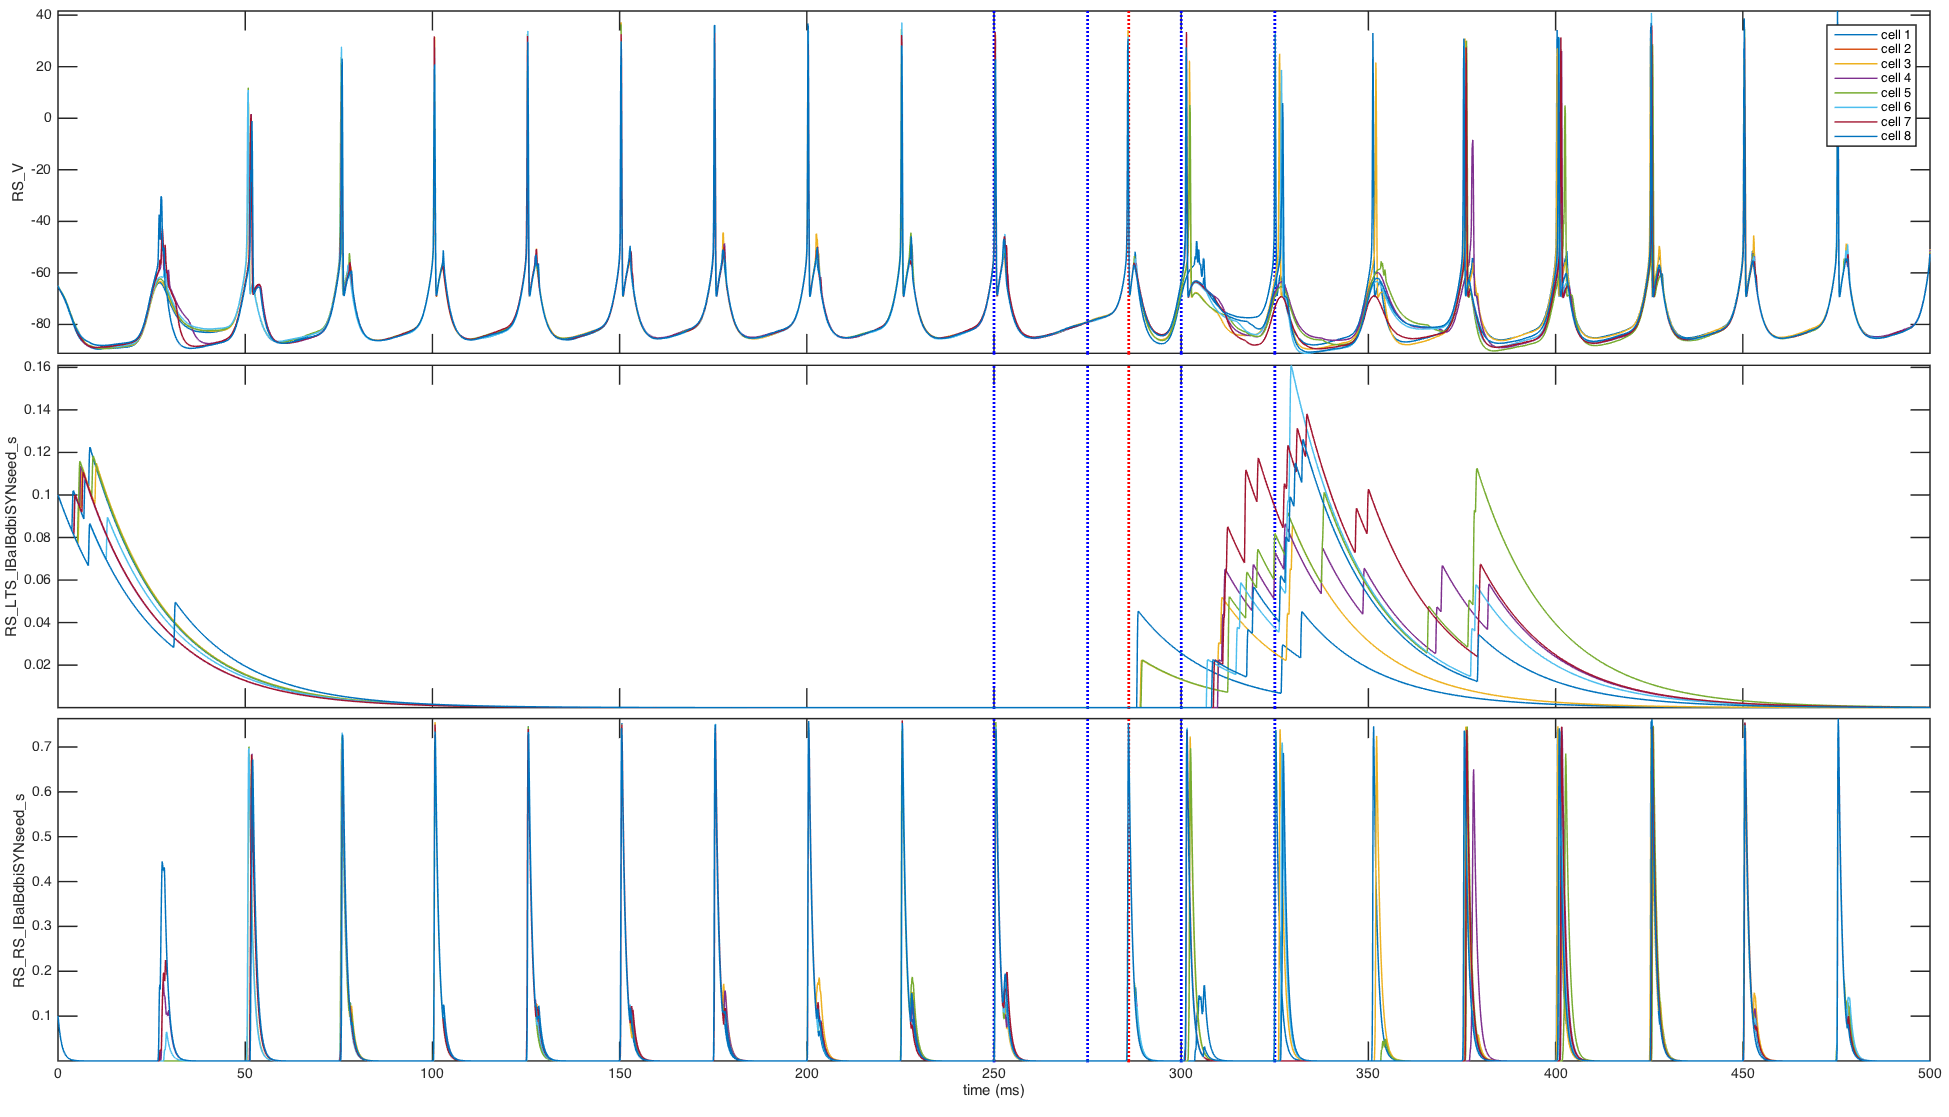 RS_V
40
20
0
-20
-40
-60
-80
cell 1
cell 2
cell 3
cell 4
cell 5
cell 6
cell 7
cell 8
RS_LTS_IBaIBdbiSYNseed_s
0.16
0.14
0.12
0.1
0.08
0.06
0.04
0.02
RS_RS_IBaIBdbiSYNseed_s
0.7
0.6
0.5
0.4
0.3
0.2
0.1
0 50 100 150 200 250 300 350 400 450 500
time (ms)